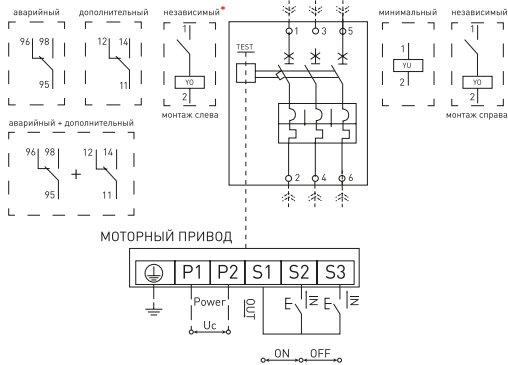 аварийный
дополнительный
независимый*
минимальный
независимый
96 98
95
12 14
11
1
YO
2
TEST
1 3 5
1
YU
2
1
YO
2
монтаж слева
монтаж справа
аварийный + дополнительный
96 98 + 12 14
95
11
2 4 6
МОТОРНЫЙ ПРИВОД
P1 P2 S1 S2 S3
Power
Uc
OUT
IN
IN
ON OFF